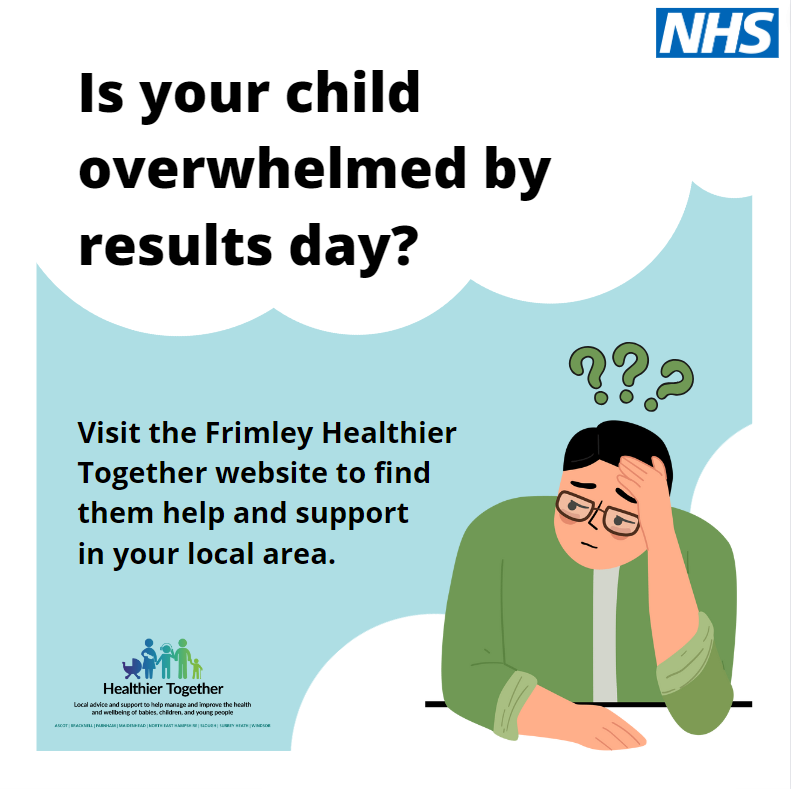 NHS
Is your child
overwhelmed by
results day?
???
Visit the Frimley Healthier
Together website to find
them help and support
in your local area.
Healthier Together
Local advice and support to help manage and improve the health
and wellbeing of babies, children, and young people
ASCOT | BRACKNELL | FARNHAM | MAIDENHEAD | NORTH EAST HAMPSHIRE | SLOUGH | SURREY HEATH | WINDSOR